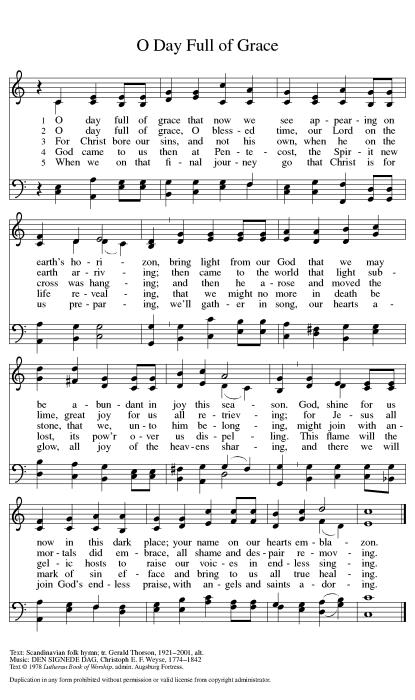 O Day Full of Grace
1 O day full of grace that now we see ap - pear - ing on
2 O day full of grace, O bless - ed time, our Lord on the
3 For Christ bore our sins, and not his own, when he on the
4 God came to us then at Pen - te - cost, the Spir - it new
5 When we on that fi - nal jour - ney go that Christ is for
earth's ho - ri - zon, bring light from our God that we may
earth ar - riv - ing; then came to the world that light sub -
cross was hang - ing; and then he a - rose and moved the
life re - veal - ing, that we might no more in death be
us pre - par - ing, we'll gath - er in song, our hearts a -
be a - bun - dant in joy this sea - son. God, shine for us
lime, great joy for us all re - triev - ing; for Je - sus all
stone, that we, un - to him be - long - ing, might join with an -
lost, its pow'r o - ver us dis - pel - ling. This flame will the
glow, all joy of the heav - ens shar - ing, and there we will
now in this dark place; your name on our hearts em - bla - zon.
mor - tals did em - brace, all shame and des - pair re - mov - ing.
gel - ic hosts to raise our voic - es in end - less sing - ing.
mark of sin ef - face and bring to us all true heal - ing.
join God's end - less praise, with an - gels and saints a - dor - ing.
Text: Scandinavian folk hymn; tr. Gerald Thorson, 1921–2001, alt.
Music: DEN SIGNEDE DAG, Christoph E. F. Weyse, 1774–1842
Text © 1978 Lutheran Book of Worship, admin. Augsburg Fortress.
Duplication in any form prohibited without permission or valid license from copyright administrator.